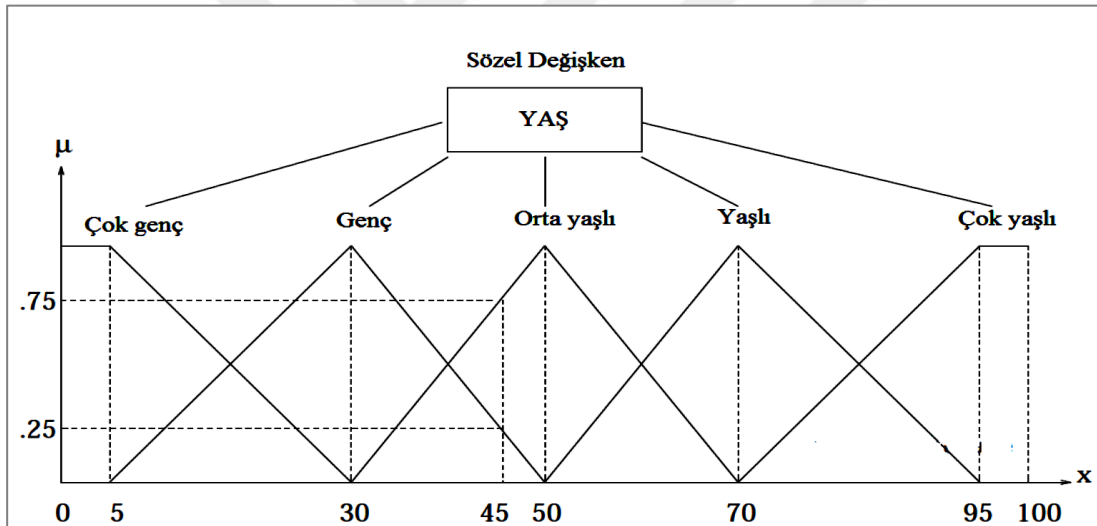 Sözel Değişken
YAŞ
μ
Çok genç Genç Orta yaşlı Yaşlı Çok yaşlı
.75
.25
x
0 5 30 45 50 70 95 100